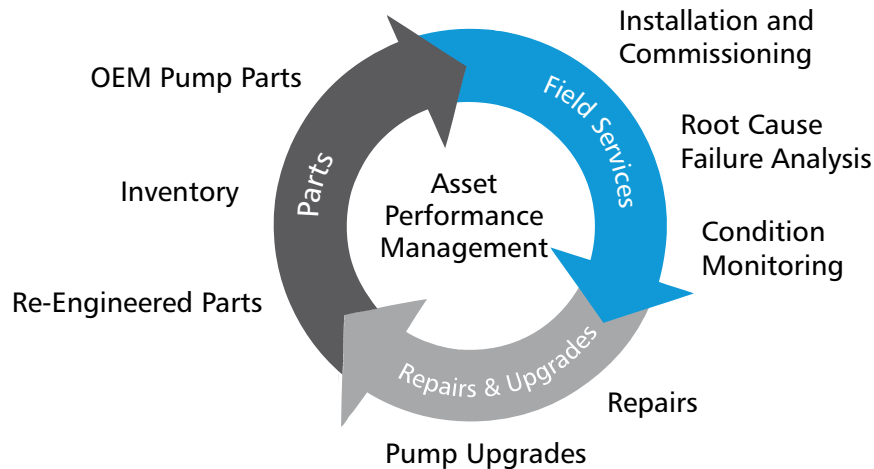 Installation and
Commissioning
OEM Pump Parts
Field Services
Root Cause
Failure Analysis
Parts
Inventory
Asset
Performance
Management
Condition
Monitoring
Re-Engineered Parts
Repairs & Upgrades
Repairs
Pump Upgrades